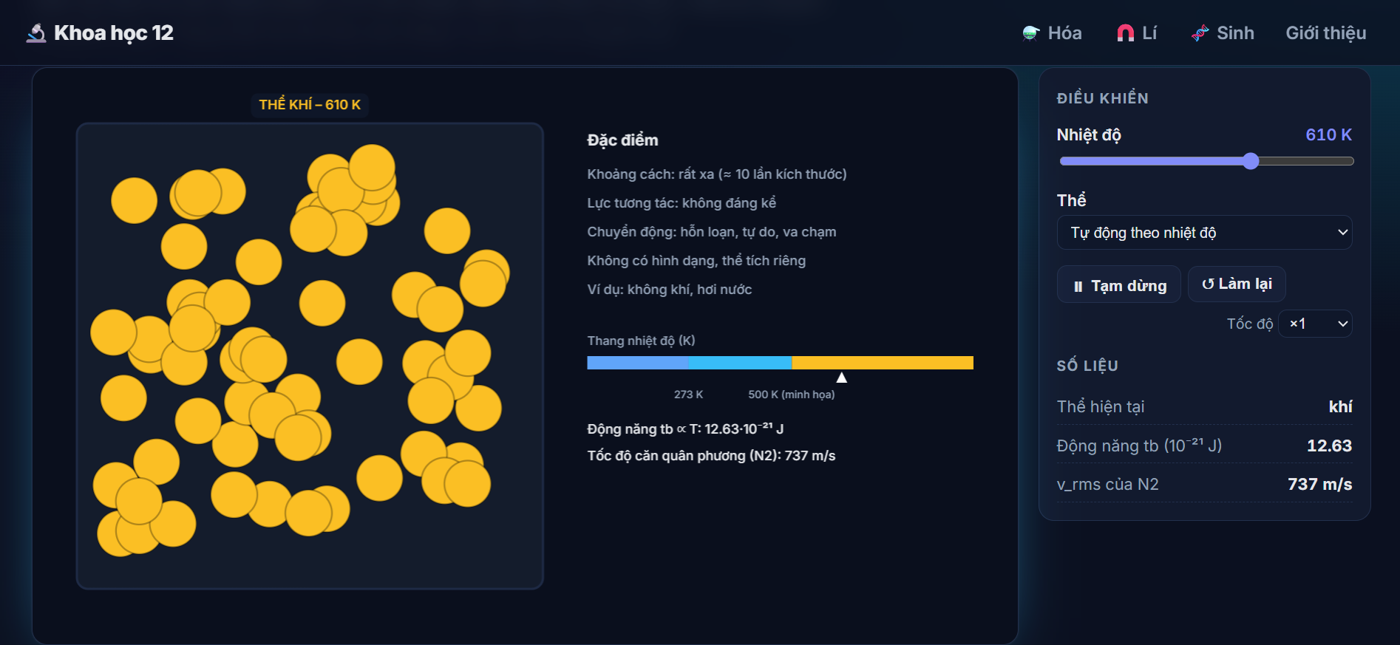 Khoa học 12
Hóa
Lí
Sinh
Giới thiệu
THỂ KHÍ – 610 K
Đặc điểm
Khoảng cách: rất xa (≈ 10 lần kích thước)
Lực tương tác: không đáng kể
Chuyển động: hỗn loạn, tự do, va chạm
Không có hình dạng, thể tích riêng
Ví dụ: không khí, hơi nước
Thang nhiệt độ (K)
273 K
500 K (minh họa)
Động năng tb ∝ T: 12.63·10⁻²¹ J
Tốc độ căn quân phương (N2): 737 m/s
ĐIỀU KHIỂN
Nhiệt độ 610 K
Thể
Tự động theo nhiệt độ
⏸ Tạm dừng
↺ Làm lại
Tốc độ ×1
SỐ LIỆU
Thể hiện tại khí
Động năng tb (10⁻²¹ J) 12.63
v_rms của N2 737 m/s